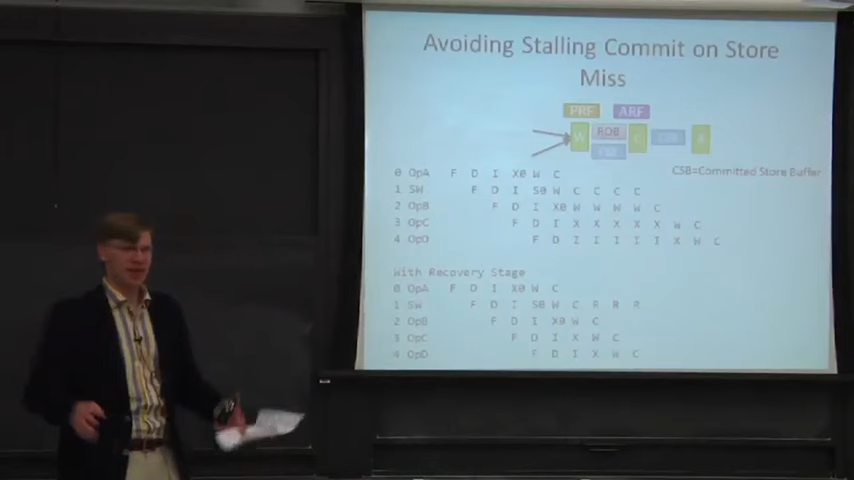 Avoiding Stalling Commit on Store
Miss
PRF ARF
W ROB C R
CSB=Committed Store Buffer
0 OpA F D I X0 W C
1 SW F D I S0 W C C C C
2 OpB F D I X0 W W W W C
3 OpC F D I X X X X W C
4 OpD F D I I I I I X W C
with Recovery Stage
0 OpA F D I X0 W C
1 SW F D I S0 W C R R R
2 OpB F D I X0 W C
3 OpC F D I X W C
4 OpD F D I X W C